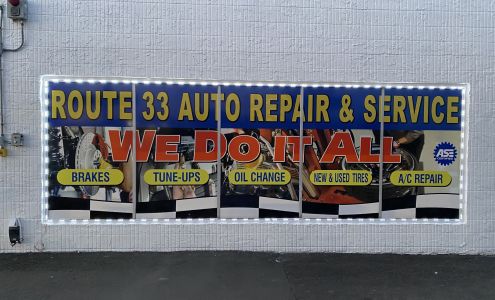 ROUTE 33 AUTO REPAIR & SERVICE
WE DO IT ALL
ASE
BRAKES
TUNE-UPS
OIL CHANGE
NEW & USED TIRES
A/C REPAIR